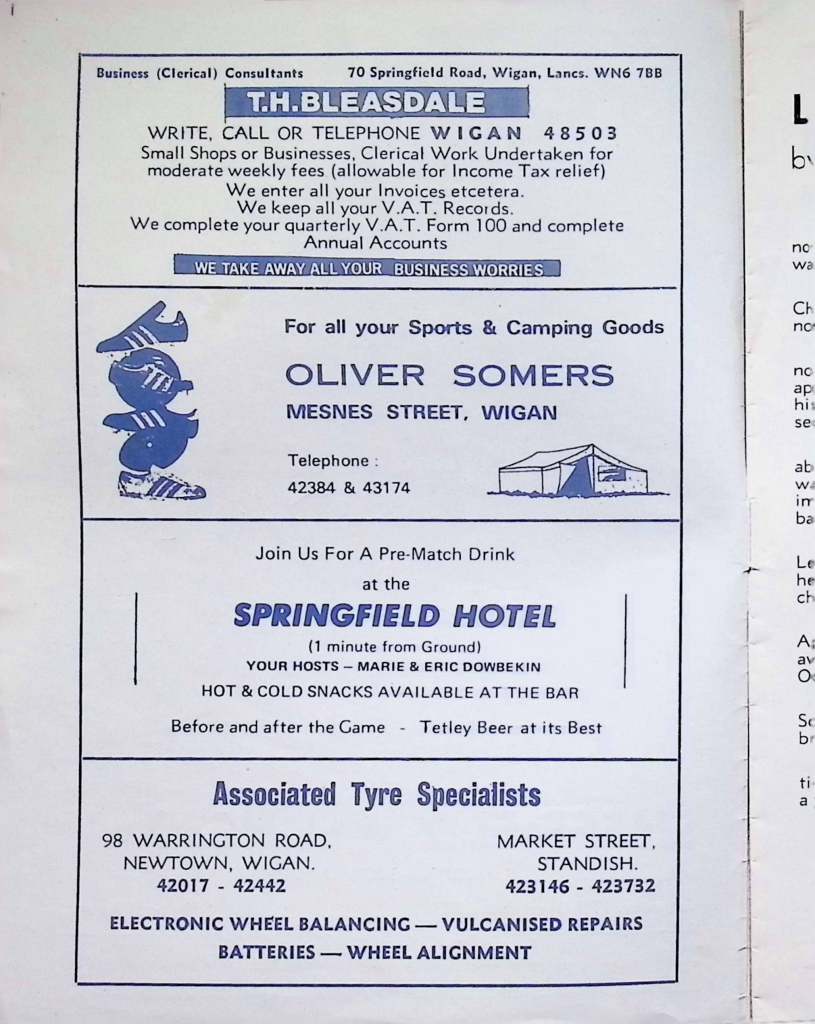 Business (Clerical) Consultants 70 Springfield Road, Wigan, Lancs. WN6 7BB
T.H.BLEASDALE
WRITE, CALL OR TELEPHONE WIGAN 48503
Small Shops or Businesses, Clerical Work Undertaken for
moderate weekly fees (allowable for Income Tax relief)
We enter all your Invoices etcetera.
We keep all your V.A.T. Records.
We complete your quarterly V.A.T. Form 100 and complete
Annual Accounts
WE TAKE AWAY ALL YOUR BUSINESS WORRIES
For all your Sports & Camping Goods
OLIVER SOMERS
MESNES STREET, WIGAN
Telephone :
42384 & 43174
Join Us For A Pre-Match Drink
at the
SPRINGFIELD HOTEL
(1 minute from Ground)
YOUR HOSTS – MARIE & ERIC DOWBEKIN
HOT & COLD SNACKS AVAILABLE AT THE BAR
Before and after the Game - Tetley Beer at its Best
Associated Tyre Specialists
98 WARRINGTON ROAD,
NEWTOWN, WIGAN.
42017 - 42442
MARKET STREET,
STANDISH.
423146 - 423732
ELECTRONIC WHEEL BALANCING — VULCANISED REPAIRS
BATTERIES — WHEEL ALIGNMENT